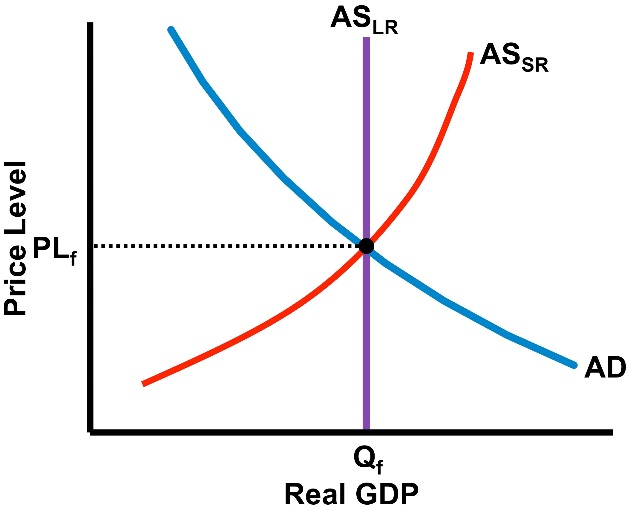 AS_LR
AS_SR
Price Level
PL_f
AD
Q_f
Real GDP